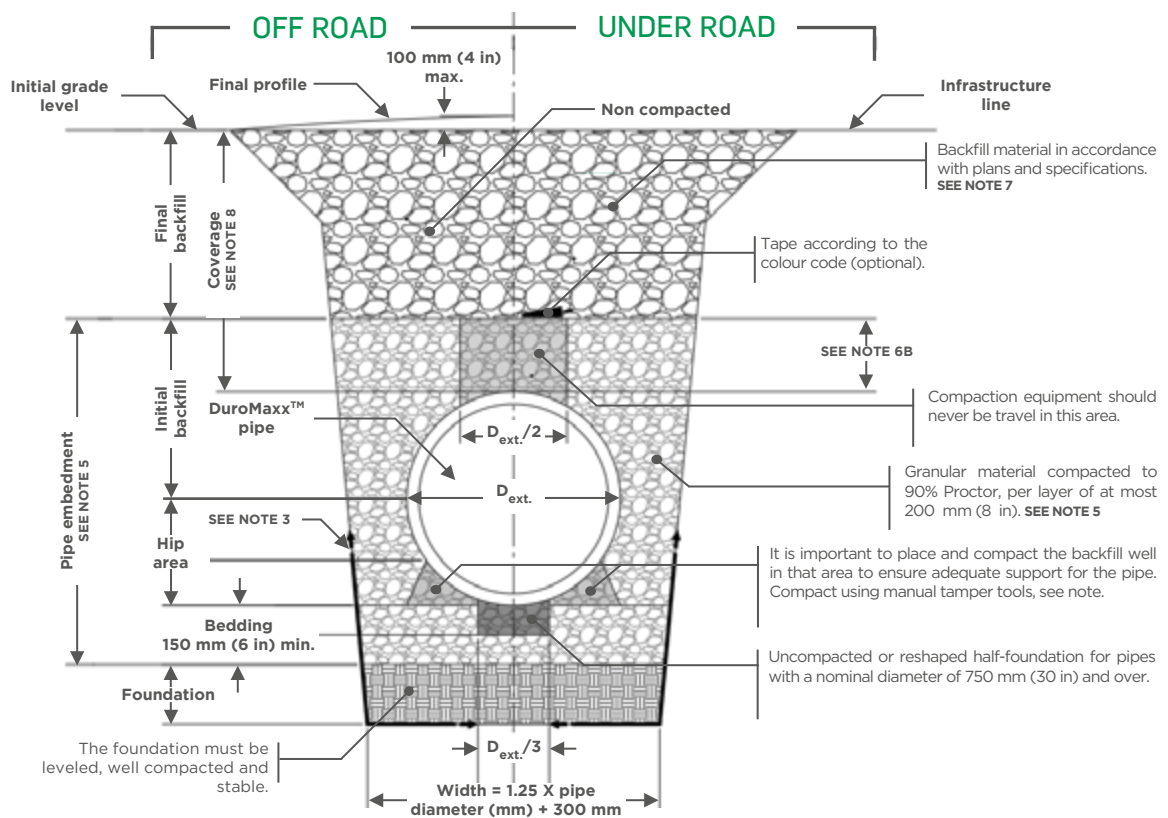 OFF ROAD
UNDER ROAD
100 mm (4 in)
max.
Initial grade
level
Final profile
Non compacted
Infrastructure
line
Backfill material in accordance
with plans and specifications.
SEE NOTE 7
Final
backfill
Coverage
SEE NOTE 8
Tape according to the
colour code (optional).
SEE NOTE 6B
Compaction equipment should
never be travel in this area.
Pipe embedment
SEE NOTE 5
Initial
backfill
DuroMaxx™
pipe
Dext./2
Dext.
Granular material compacted to
90% Proctor, per layer of at most
200 mm (8 in). SEE NOTE 5
SEE NOTE 3
Hip
area
It is important to place and compact the backfill well
in that area to ensure adequate support for the pipe.
Compact using manual tamper tools, see note.
Bedding
150 mm (6 in) min.
Uncompacted or reshaped half-foundation for pipes
with a nominal diameter of 750 mm (30 in) and over.
Foundation
The foundation must be
leveled, well compacted and
stable.
Dext./3
Width = 1.25 X pipe
diameter (mm) + 300 mm